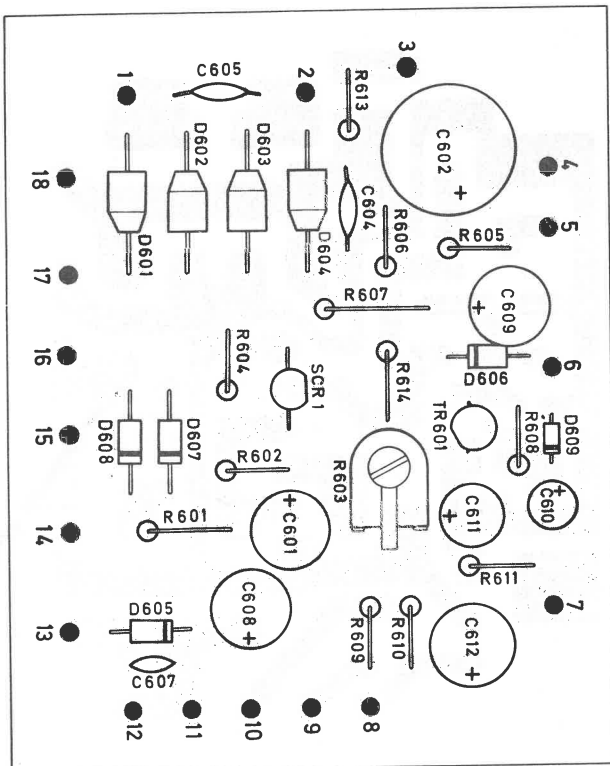 3
1
C605
2
R613
C602
+
4
D602
D603
18
C604
R606
5
R605
D601
D604
17
R607
+
C609
16
R604
SCR1
R614
D606
6
TR601
R608
D609
15
D608
D607
R602
R603
+
C601
+
C611
+
C610
14
R601
R611
D605
C608
+
7
13
R609
R610
C612
+
C607
12
11
10
9
8